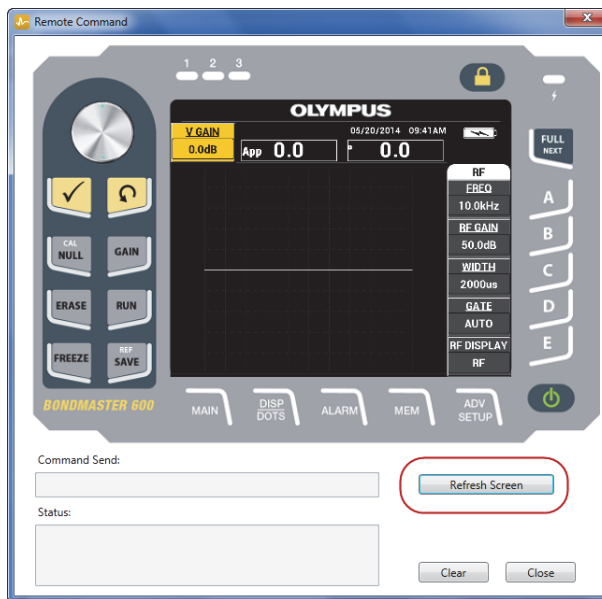 Remote Command
1 2 3
OLYMPUS
V GAIN
0.0dB
05/20/2014 09:41AM
App 0.0
° 0.0
FULL
NEXT
RF
FREQ
10.0kHz
RF GAIN
50.0dB
WIDTH
2000us
GATE
AUTO
RF DISPLAY
RF
A
B
C
D
E
CAL
NULL
GAIN
ERASE
RUN
FREEZE
REF
SAVE
BONDMASTER 600
MAIN
DISP
DOTS
ALARM
MEM
ADV
SETUP
Command Send:
Refresh Screen
Status:
Clear
Close